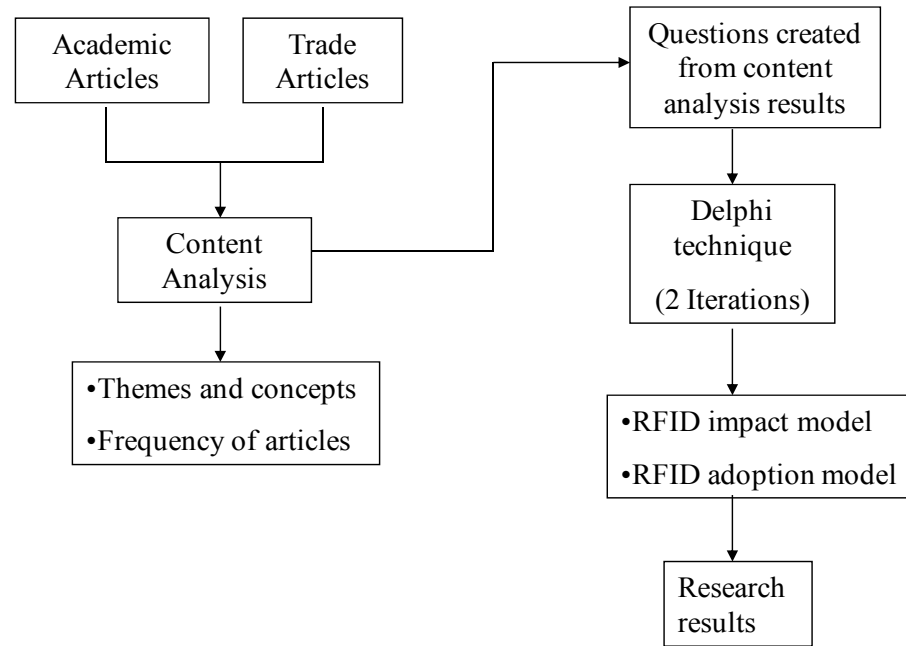 Academic
Articles
Trade
Articles
Content
Analysis
•Themes and concepts
•Frequency of articles
Questions created
from content
analysis results
Delphi
technique
(2 Iterations)
•RFID impact model
•RFID adoption model
Research
results